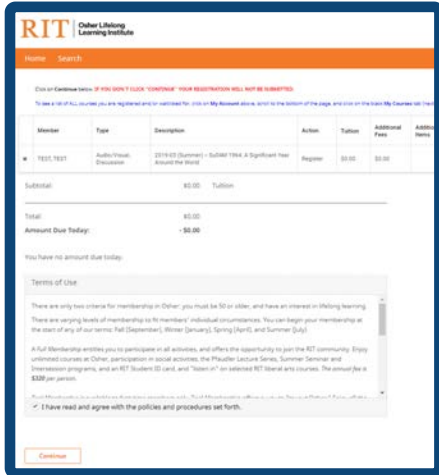 RIT Osher Lifelong
Learning Institute
Home Search
Click on Continue below. IF YOU DON'T CLICK "CONTINUE" YOUR REGISTRATION WILL NOT BE SUBMITTED.
To see a list of ALL courses you are registered and/or waitlisted for, click on My Account above, scroll to the bottom of the page, and click on the black My Courses tab
Member Type Description Action Tuition Additional Fees Items
TEST, TEST Audio/Visual, Discussion 2019-03 (Summer) - 1964: A Significant Year Around the World Register $0.00 $0.00
Subtotal: $0.00 Tuition
Total: $0.00
Amount Due Today: - $0.00
You have no amount due today.
Terms of Use
There are only two criteria for membership in Osher: you must be 50 or older, and have an interest in lifelong learning.
There are varying levels of membership to fit members' individual circumstances. You can begin your membership at
the start of any of our terms: Fall [September], Winter [January], Spring [April], and Summer [July]
A Full Membership entitles you to participate in all activities, and offers the opportunity to join the RIT community. Enjoy
unlimited courses at Osher, participation in social activities, the Pfaudler Lecture Series, Summer Seminar and
Intersession programs, and an RIT Student ID card, and "listen in" on selected RIT liberal arts courses. The annual fee is
$320 per person.
I have read and agree with the policies and procedures set forth.
Continue